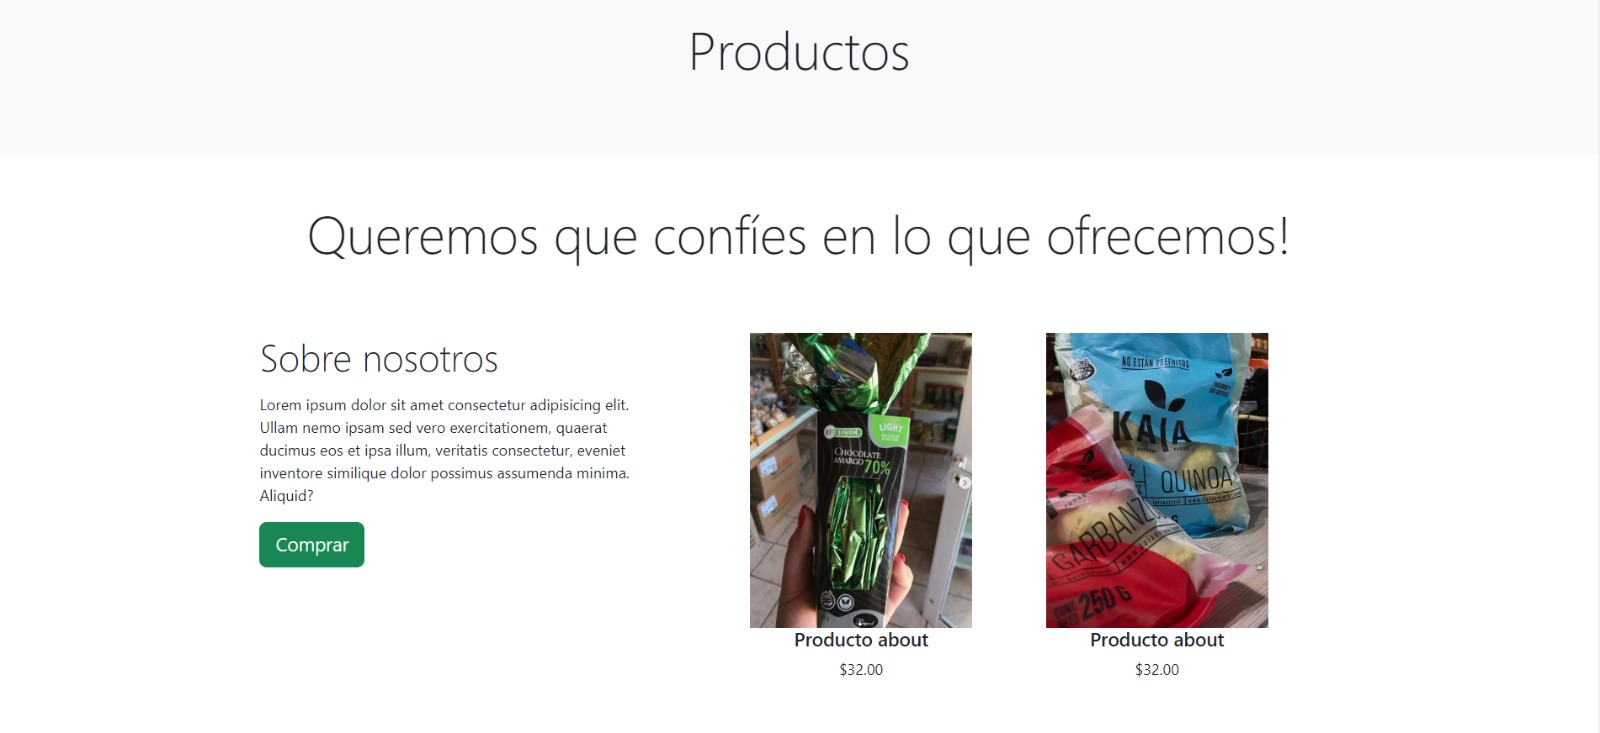 Productos
Queremos que confíes en lo que ofrecemos!
Sobre nosotros
Lorem ipsum dolor sit amet consectetur adipisicing elit.
Ullam nemo ipsam sed vero exercitationem, quaerat
ducimus eos et ipsa illum, veritatis consectetur, eveniet
inventore similique dolor possimus assumenda minima.
Aliquid?
Comprar
LIGHT
CHOCOLATE
AMARGO 70%
Producto about
$32.00
NO ESTÁN PREFRITOS
KAIA
QUINOA
GARBANZO
250 G
Producto about
$32.00